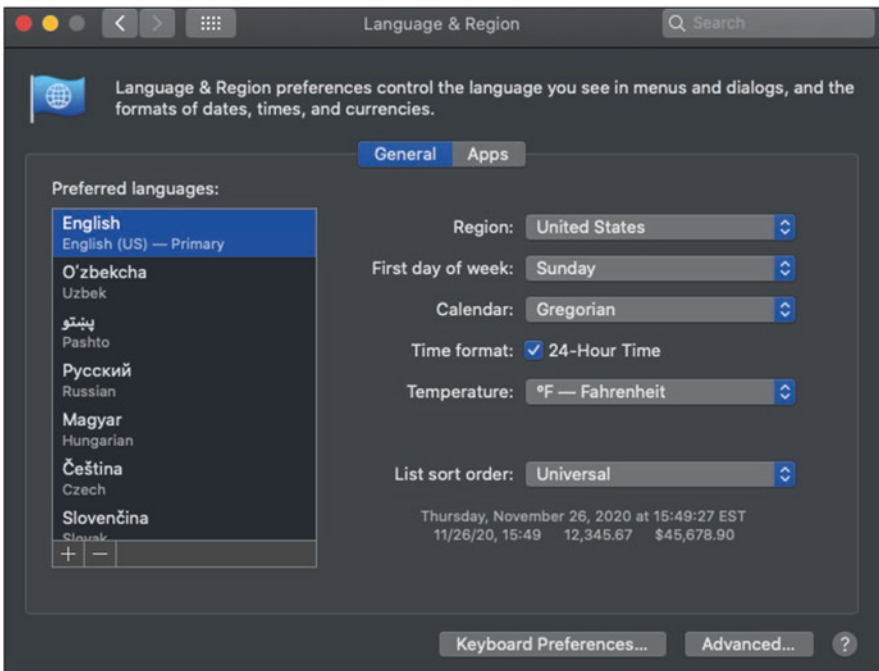 Language & Region
Search
Language & Region preferences control the language you see in menus and dialogs, and the
formats of dates, times, and currencies.
General Apps
Preferred languages:
English
English (US) — Primary
Oʻzbekcha
Uzbek
پښتو
Pashto
Русский
Russian
Magyar
Hungarian
Čeština
Czech
Slovenčina
Slovak
Region: United States
First day of week: Sunday
Calendar: Gregorian
Time format: 24-Hour Time
Temperature: °F — Fahrenheit
List sort order: Universal
Thursday, November 26, 2020 at 15:49:27 EST
11/26/20, 15:49 12,345.67 $45,678.90
Keyboard Preferences... Advanced... ?